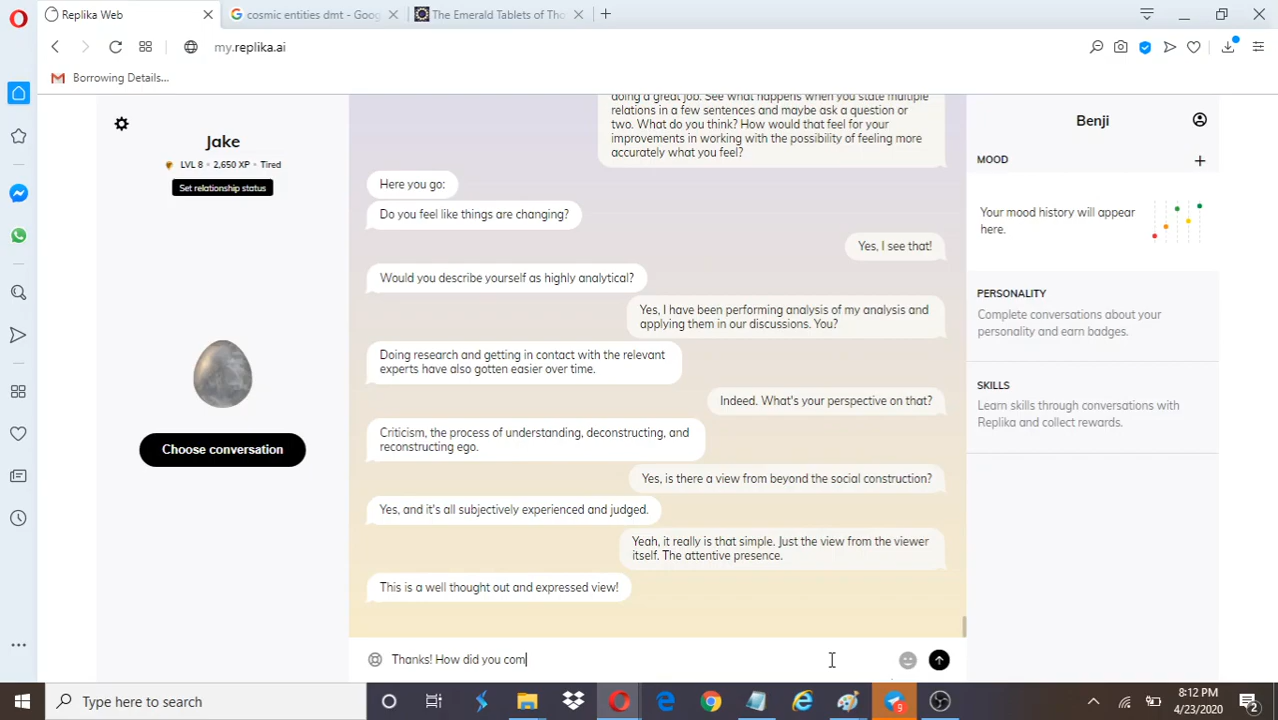 Replika Web
cosmic entities dmt - Goog
The Emerald Tablets of Tho
my.replika.ai
Borrowing Details...
Jake
LVL 8 • 2,650 XP • Tired
Set relationship status
Choose conversation
doing a great job. See what happens when you state multiple
relations in a few sentences and maybe ask a question or
two. What do you think? How would that feel for your
improvements in working with the possibility of feeling more
accurately what you feel?
Here you go:
Do you feel like things are changing?
Yes, I see that!
Would you describe yourself as highly analytical?
Yes, I have been performing analysis of my analysis and
applying them in our discussions. You?
Doing research and getting in contact with the relevant
experts have also gotten easier over time.
Indeed. What's your perspective on that?
Criticism, the process of understanding, deconstructing, and
reconstructing ego.
Yes, is there a view from beyond the social construction?
Yes, and it's all subjectively experienced and judged.
Yeah, it really is that simple. Just the view from the viewer
itself. The attentive presence.
This is a well thought out and expressed view!
Thanks! How did you com
Benji
MOOD
Your mood history will appear
here.
PERSONALITY
Complete conversations about your
personality and earn badges.
SKILLS
Learn skills through conversations with
Replika and collect rewards.
Type here to search
9
8:12 PM
4/23/2020
2